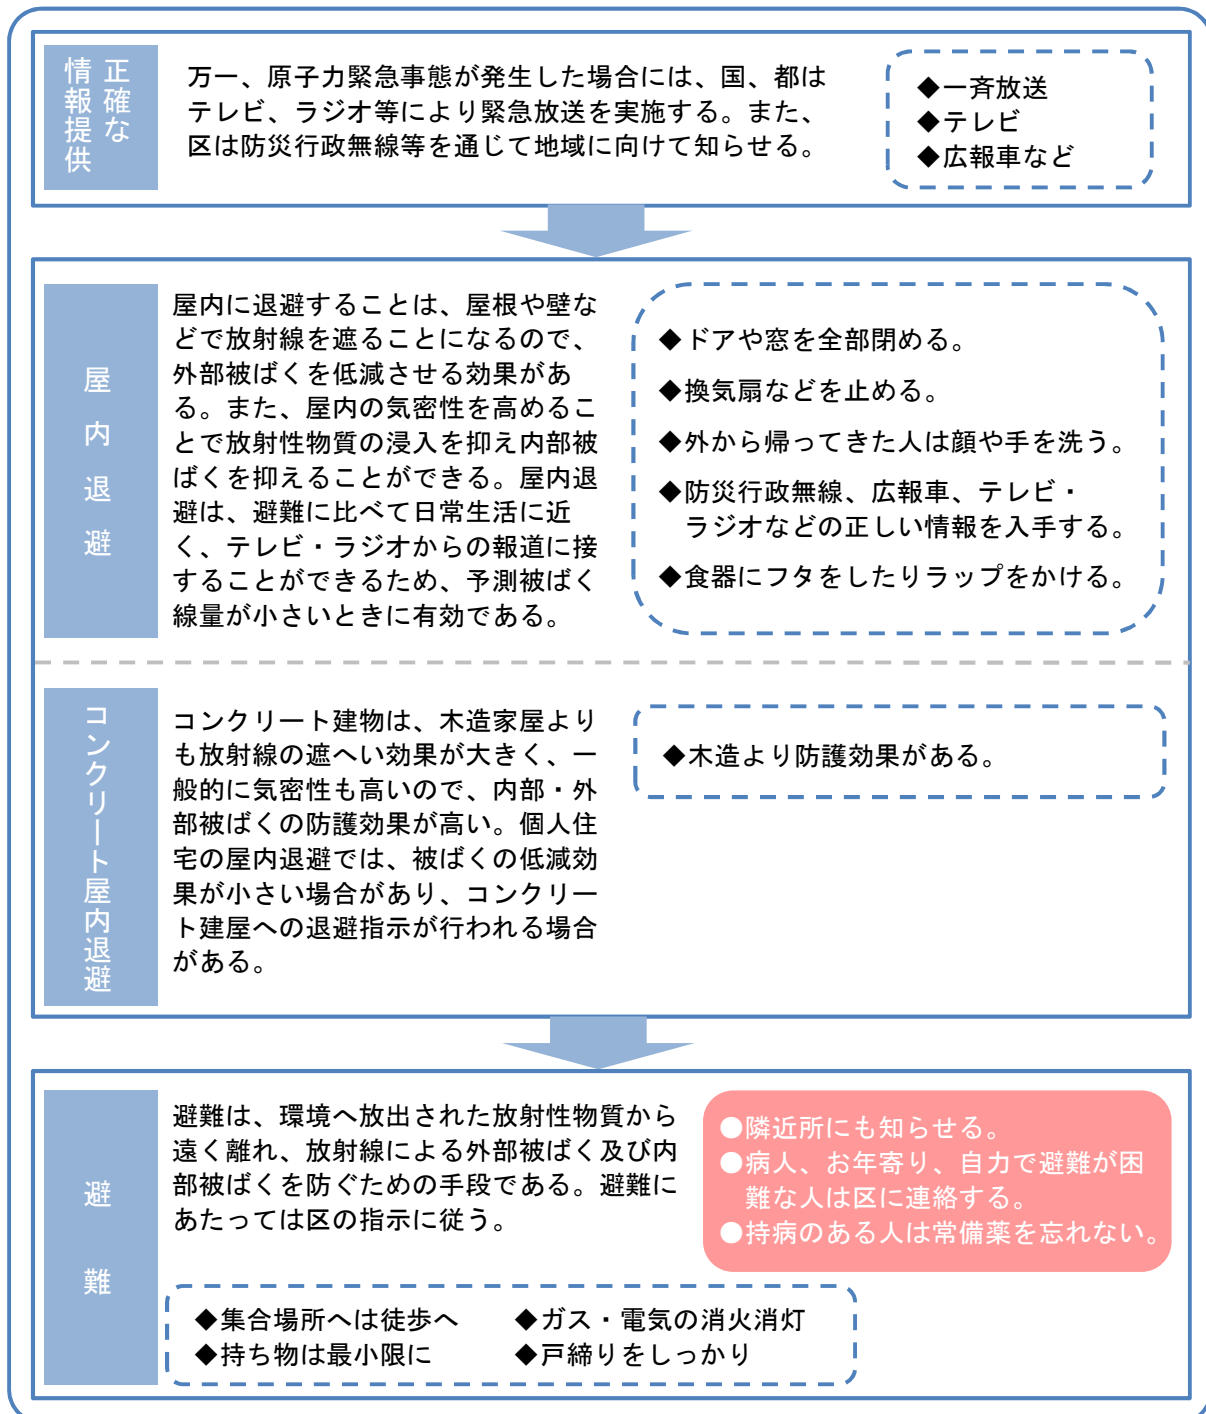 正確な
情報提供
万一、原子力緊急事態が発生した場合には、国、都は
テレビ、ラジオ等により緊急放送を実施する。また、
区は防災行政無線等を通じて地域に向けて知らせる。
◆一斉放送
◆テレビ
◆広報車など
屋内退避
屋内に退避することは、屋根や壁な
どで放射線を遮ることになるので、
外部被ばくを低減させる効果があ
る。また、屋内の気密性を高めるこ
とで放射性物質の浸入を抑え内部被
ばくを抑えることができる。屋内退
避は、避難に比べて日常生活に近
く、テレビ・ラジオからの報道に接
することができるため、予測被ばく
線量が小さいときに有効である。
◆ドアや窓を全部閉める。
◆換気扇などを止める。
◆外から帰ってきた人は顔や手を洗う。
◆防災行政無線、広報車、テレビ・
ラジオなどの正しい情報を入手する。
◆食器にフタをしたりラップをかける。
コンクリート屋内退避
コンクリート建物は、木造家屋より
も放射線の遮へい効果が大きく、一
般的に気密性も高いので、内部・外
部被ばくの防護効果が高い。個人住
宅の屋内退避では、被ばくの低減効
果が小さい場合があり、コンクリー
ト建屋への退避指示が行われる場合
がある。
◆木造より防護効果がある。
避難
避難は、環境へ放出された放射性物質から
遠く離れ、放射線による外部被ばく及び内
部被ばくを防ぐための手段である。避難に
あたっては区の指示に従う。
●隣近所にも知らせる。
●病人、お年寄り、自力で避難が困
難な人は区に連絡する。
●持病のある人は常備薬を忘れない。
◆集合場所へは徒歩へ ◆ガス・電気の消火消灯
◆持ち物は最小限に ◆戸締りをしっかり